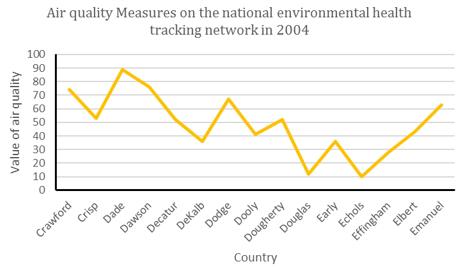 Air quality Measures on the national environmental health
tracking network in 2004
Value of air quality
100
90
80
70
60
50
40
30
20
10
0
Crawford
Crisp
Dade
Dawson
Decatur
DeKalb
Dodge
Dooly
Dougherty
Douglas
Early
Echols
Effingham
Elbert
Emanuel
Country